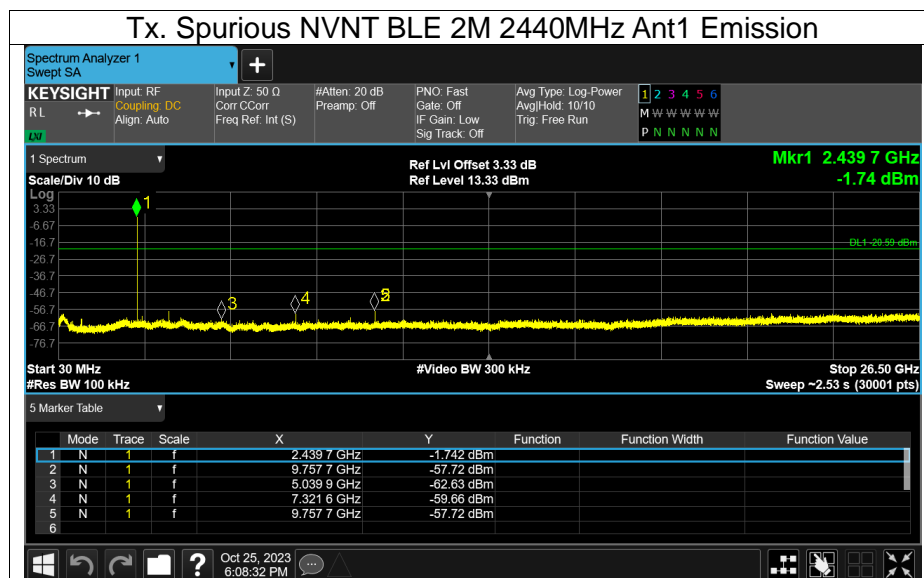 Tx. Spurious NVNT BLE 2M 2440MHz Ant1 Emission
Spectrum Analyzer 1
Swept SA
+
KEYSIGHT Input: RF Input Z: 50 Ω #Atten: 20 dB PNO: Fast Avg Type: Log-Power 1 2 3 4 5 6
R L Coupling: DC Corr CCorr Preamp: Off Gate: Off Avg|Hold: 10/10 M W W W W W
Align: Auto Freq Ref: Int (S) IF Gain: Low Trig: Free Run
LXI Sig Track: Off P N N N N N
1 Spectrum Ref Lvl Offset 3.33 dB Mkr1 2.439 7 GHz
Scale/Div 10 dB Ref Level 13.33 dBm -1.74 dBm
Log
3.33
-6.67
-16.7
-26.7
-36.7
-46.7
-56.7
-66.7
-76.7
1
DL1 -20.59 dBm
3 4
Start 30 MHz #Video BW 300 kHz Stop 26.50 GHz
#Res BW 100 kHz Sweep ~2.53 s (30001 pts)
5 Marker Table
Mode Trace Scale X Y Function Function Width Function Value
1 N 1 f 2.439 7 GHz -1.742 dBm
2 N 1 f 9.757 7 GHz -57.72 dBm
3 N 1 f 5.039 9 GHz -62.63 dBm
4 N 1 f 7.321 6 GHz -59.66 dBm
5 N 1 f 9.757 7 GHz -57.72 dBm
6
? Oct 25, 2023
6:08:32 PM